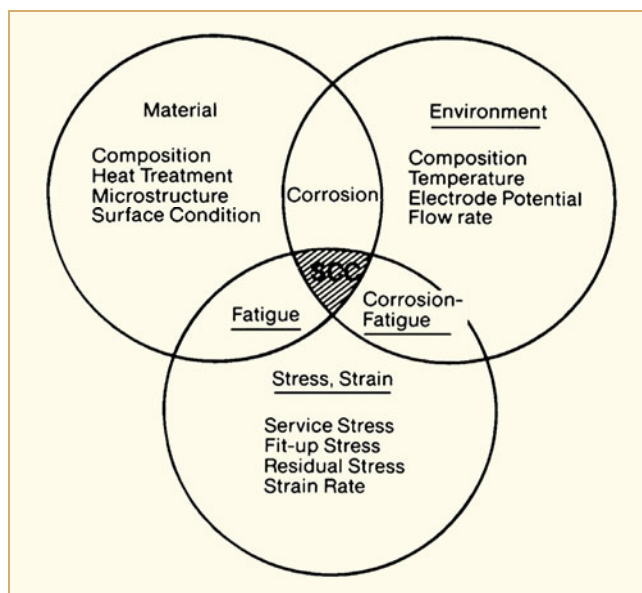 Material
Composition
Heat Treatment
Microstructure
Surface Condition
Environment
Composition
Temperature
Electrode Potential
Flow rate
Corrosion
SCC
Fatigue
Corrosion-
Fatigue
Stress, Strain
Service Stress
Fit-up Stress
Residual Stress
Strain Rate